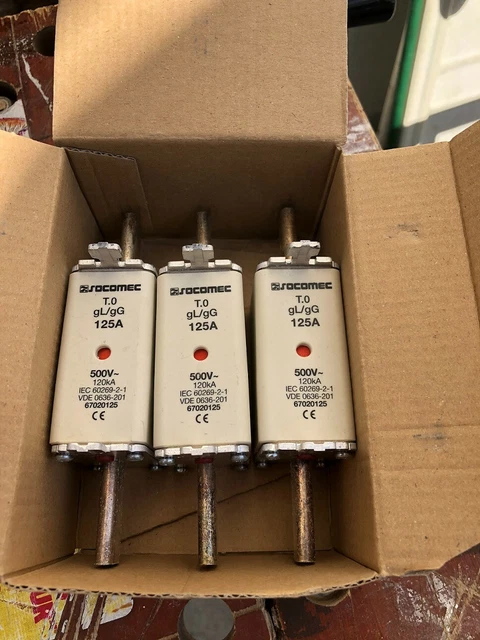 SOCOMEC
T.0
gL/gG
125A
500V~
120kA
IEC 60269-2-1
VDE 0636-201
67020125
CE
SOCOMEC
T.0
gL/gG
125A
500V~
120kA
IEC 60269-2-1
VDE 0636-201
67020125
CE
SOCOMEC
T.0
gL/gG
125A
500V~
120kA
IEC 60269-2-1
VDE 0636-201
67020125
CE